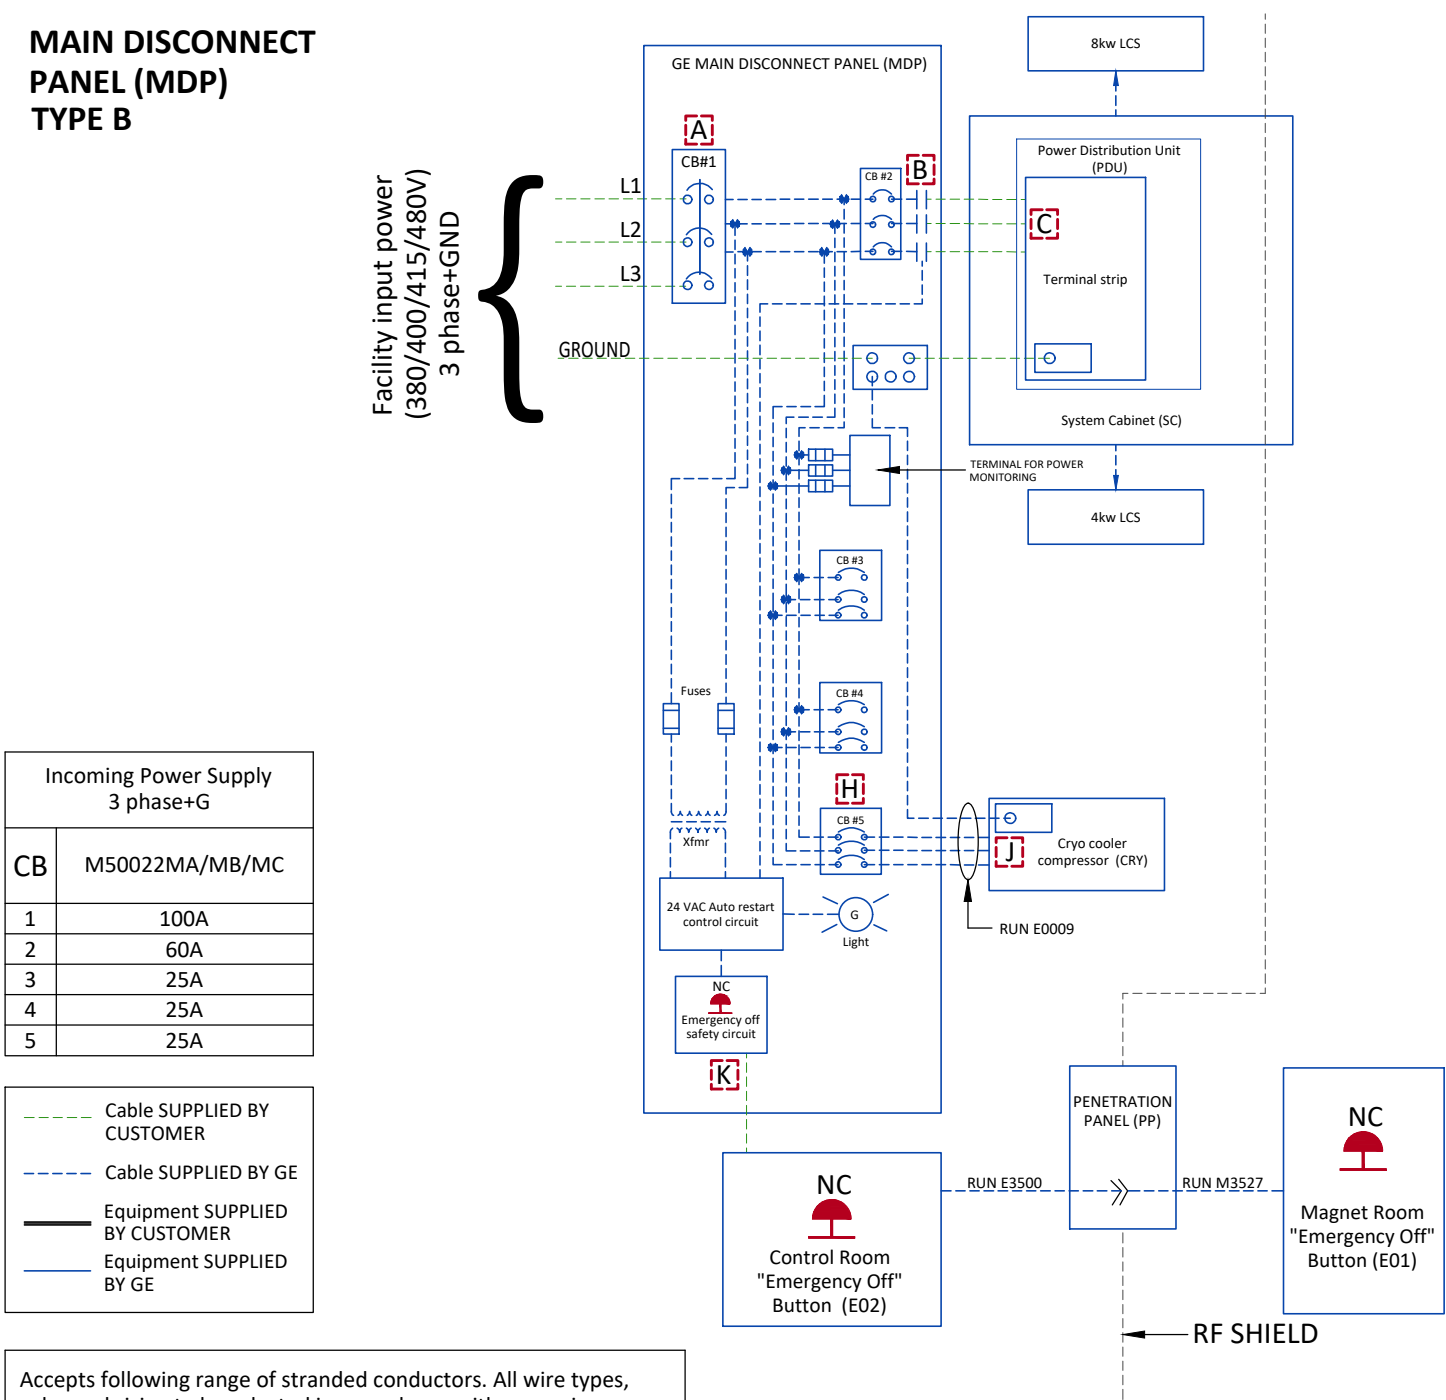 MAIN DISCONNECT
PANEL (MDP)
TYPE B
Facility input power
(380/400/415/480V)
3 phase+GND
L1
L2
L3
GROUND
GE MAIN DISCONNECT PANEL (MDP)
A
CB#1
CB #2
B
8kw LCS
Power Distribution Unit
(PDU)
C
Terminal strip
System Cabinet (SC)
TERMINAL FOR POWER
MONITORING
4kw LCS
CB #3
Fuses
CB #4
H
CB #5
Xfmr
J
Cryo cooler
compressor (CRY)
RUN E0009
24 VAC Auto restart
control circuit
G
Light
NC
Emergency off
safety circuit
K
Incoming Power Supply
3 phase+G
CB M50022MA/MB/MC
1 100A
2 60A
3 25A
4 25A
5 25A
Cable SUPPLIED BY
CUSTOMER
Cable SUPPLIED BY GE
Equipment SUPPLIED
BY CUSTOMER
Equipment SUPPLIED
BY GE
NC
Control Room
"Emergency Off"
Button (E02)
RUN E3500
PENETRATION
PANEL (PP)
RUN M3527
NC
Magnet Room
"Emergency Off"
Button (E01)
RF SHIELD
Accepts following range of stranded conductors. All wire types,